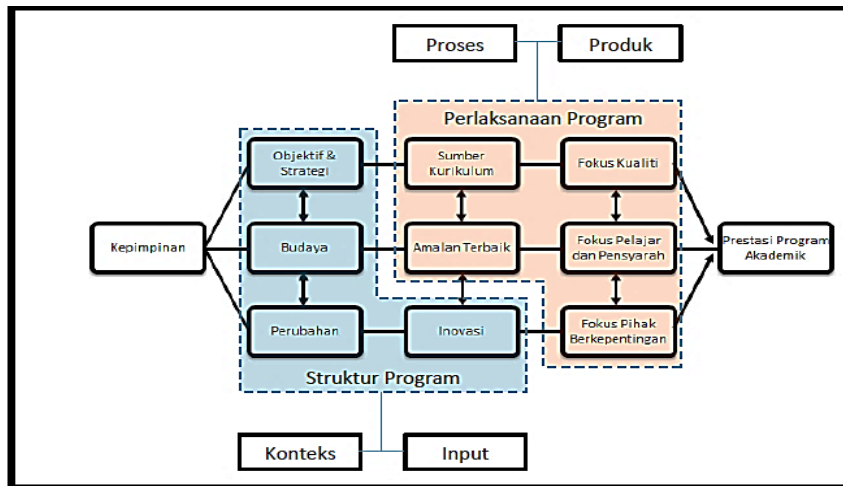 Proses
Produk
Perlaksanaan Program
Objektif &
Strategi
Sumber
Kurikulum
Fokus Kualiti
Kepimpinan
Budaya
Amalan Terbaik
Fokus Pelajar
dan Pensyarah
Prestasi Program
Akademik
Perubahan
Inovasi
Fokus Pihak
Berkepentingan
Struktur Program
Konteks
Input